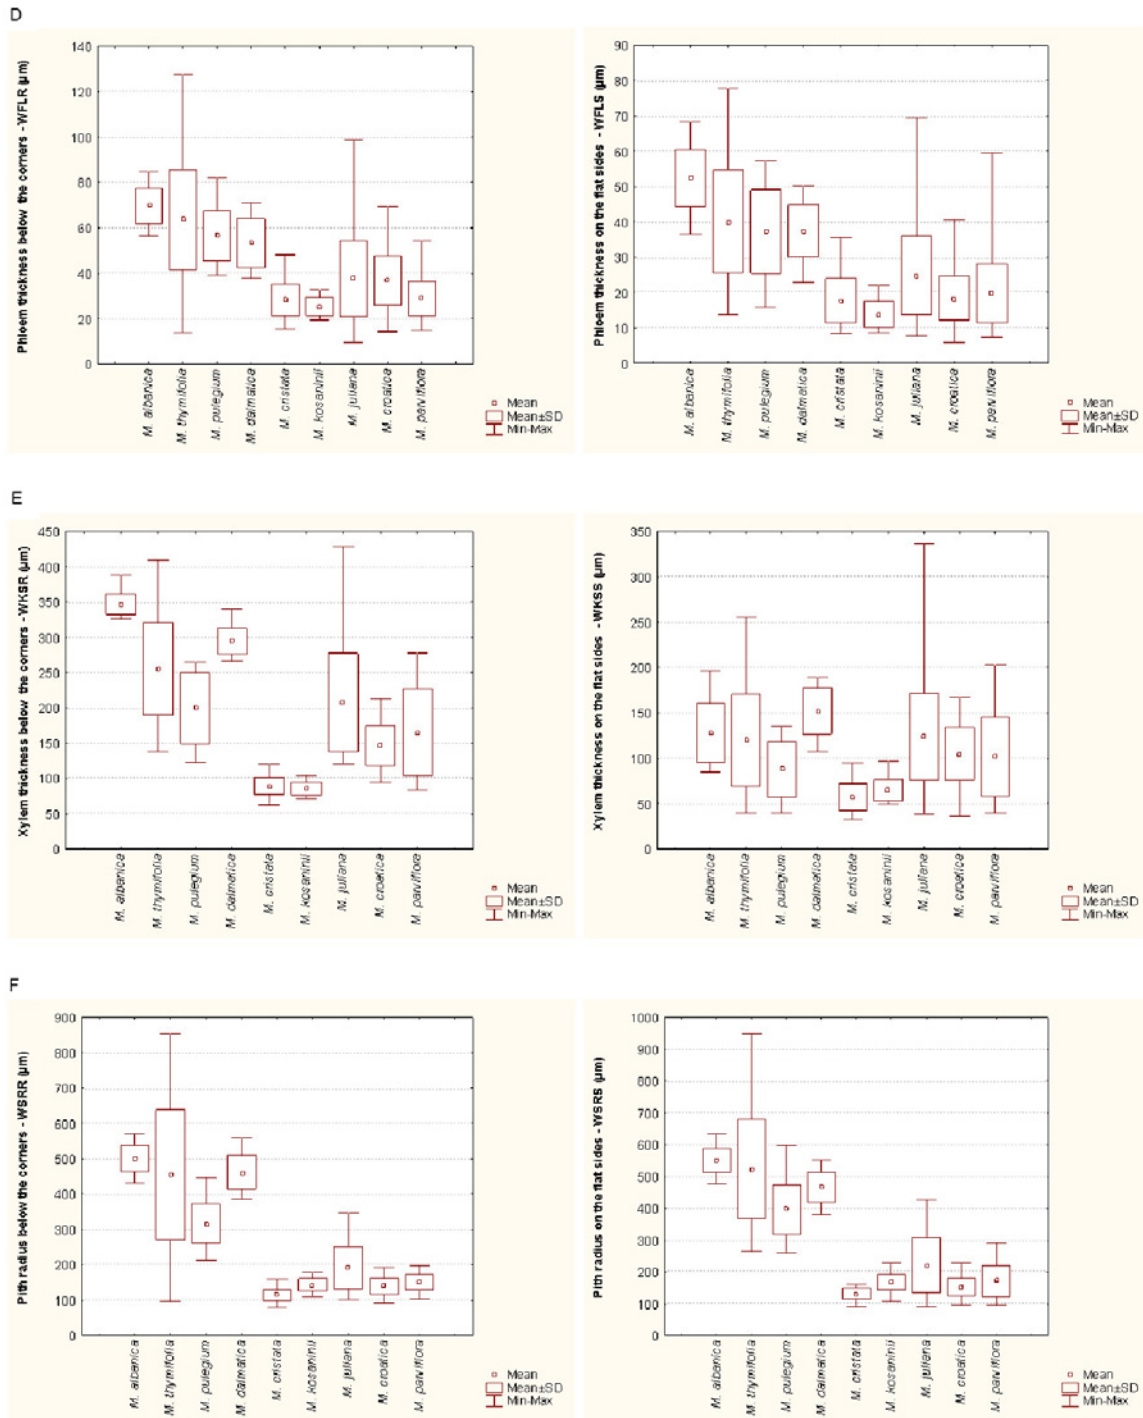 D
Phloem thickness below the corners - WFLR (µm)
140
120
100
80
60
40
20
0
M. albanica
M. thymifolia
M. pulegium
M. dalmatica
M. cristata
M. kosaninii
M. juliana
M. croatica
M. parviflora
Mean
Mean±SD
Min-Max
Phloem thickness on the flat sides - WFLS (µm)
90
80
70
60
50
40
30
20
10
0
M. albanica
M. thymifolia
M. pulegium
M. dalmatica
M. cristata
M. kosaninii
M. juliana
M. croatica
M. parviflora
Mean
Mean±SD
Min-Max
E
Xylem thickness below the corners - WKSR (µm)
450
400
350
300
250
200
150
100
50
0
M. albanica
M. thymifolia
M. pulegium
M. dalmatica
M. cristata
M. kosaninii
M. juliana
M. croatica
M. parviflora
Mean
Mean±SD
Min-Max
Xylem thickness on the flat sides - WKSS (µm)
350
300
250
200
150
100
50
0
M. albanica
M. thymifolia
M. pulegium
M. dalmatica
M. cristata
M. kosaninii
M. juliana
M. croatica
M. parviflora
Mean
Mean±SD
Min-Max
F
Pith radius below the corners - WSRR (µm)
900
800
700
600
500
400
300
200
100
0
M. albanica
M. thymifolia
M. pulegium
M. dalmatica
M. cristata
M. kosaninii
M. juliana
M. croatica
M. parviflora
Mean
Mean±SD
Min-Max
Pith radius on the flat sides - WSRS (µm)
1000
900
800
700
600
500
400
300
200
100
0
M. albanica
M. thymifolia
M. pulegium
M. dalmatica
M. cristata
M. kosaninii
M. juliana
M. croatica
M. parviflora
Mean
Mean±SD
Min-Max